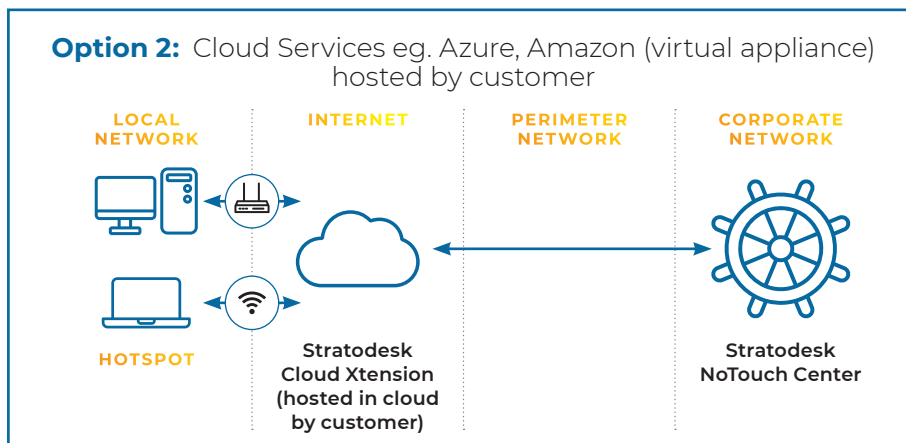 Option 2: Cloud Services eg. Azure, Amazon (virtual appliance)
hosted by customer
LOCAL
NETWORK
INTERNET
PERIMETER
NETWORK
CORPORATE
NETWORK
HOTSPOT
Stratodesk
Cloud Xtension
(hosted in cloud
by customer)
Stratodesk
NoTouch Center